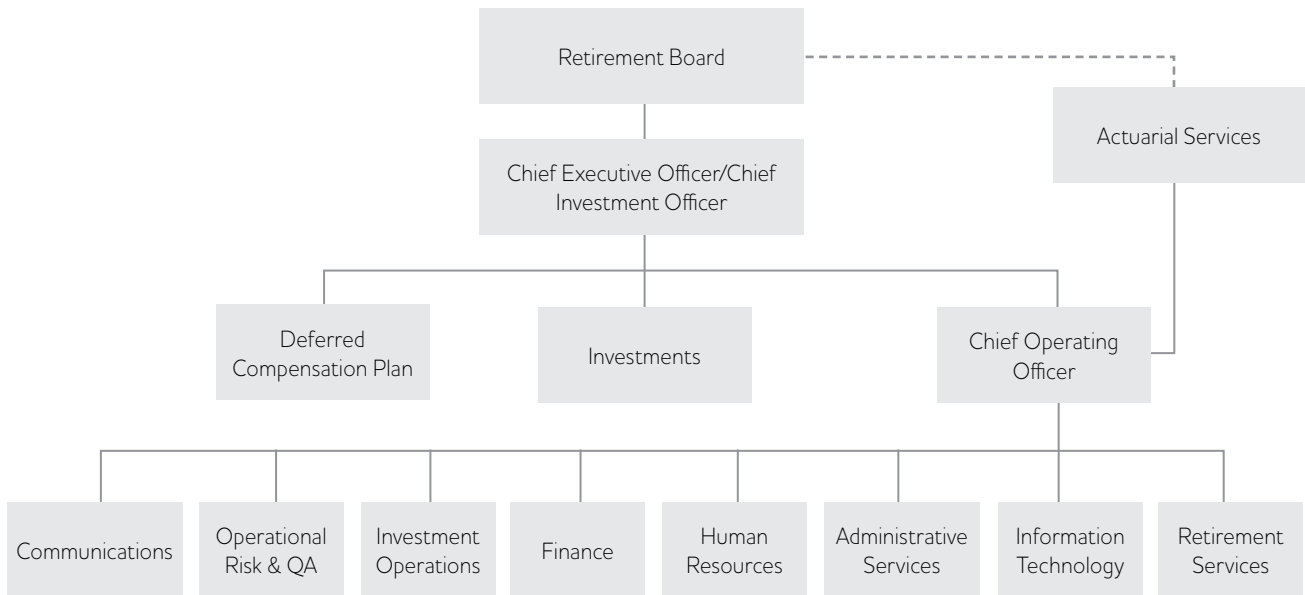 Retirement Board
Actuarial Services
Chief Executive Officer/Chief
Investment Officer
Deferred
Compensation Plan
Investments
Chief Operating
Officer
Communications
Operational
Risk & QA
Investment
Operations
Finance
Human
Resources
Administrative
Services
Information
Technology
Retirement
Services